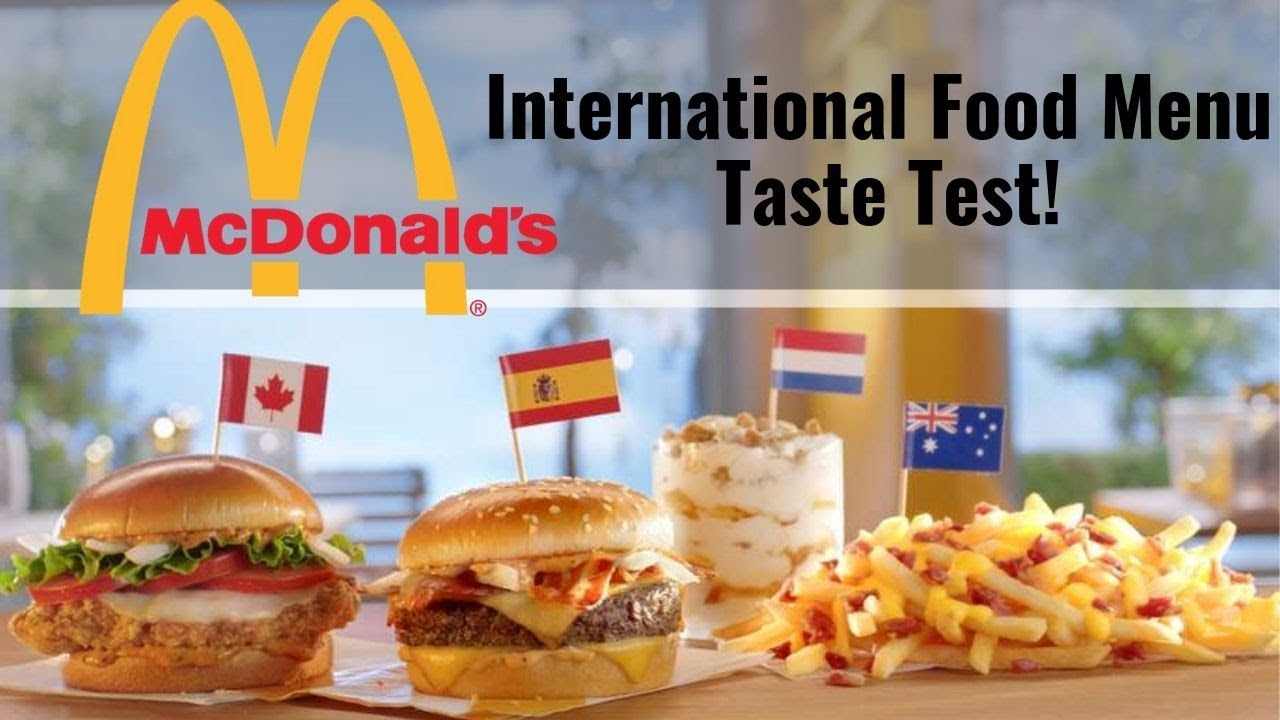 International Food Menu
Taste Test!
McDonald's
®